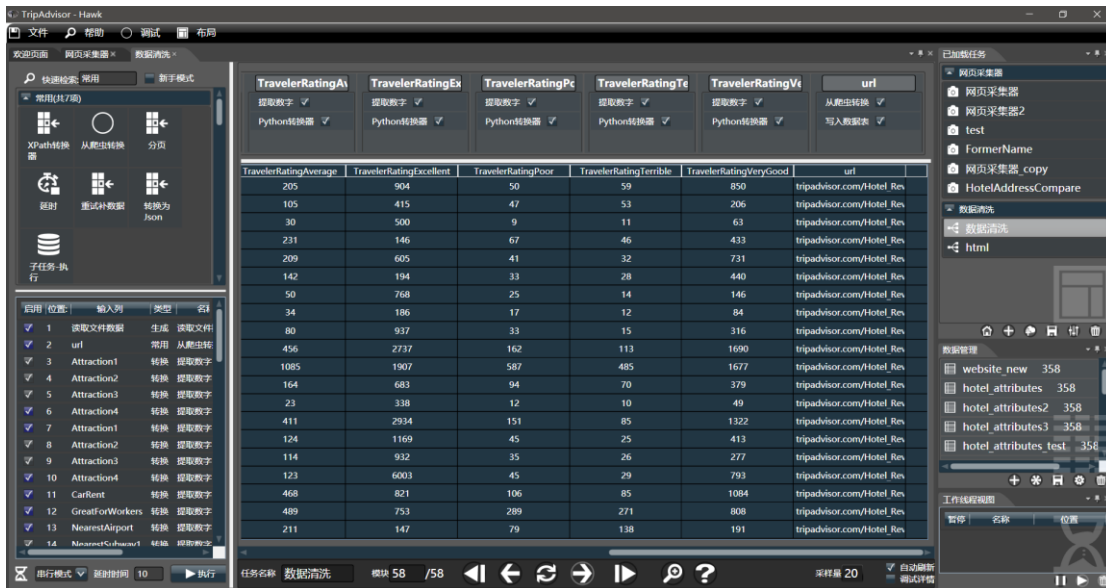 TripAdvisor - Hawk
文件 帮助 调试 布局
欢迎页面 网页采集器× 数据清洗×
快速检索: 常用 新手模式
常用(共7项)
XPath转换器 从爬虫转换 分页
延时 重试补数据 转换为Json
子任务-执行
启用 位置: 输入列 类型 名称
1 读取文件数据 生成 读取文件
2 url 常用 从爬虫转
3 Attraction1 转换 提取数字
4 Attraction2 转换 提取数字
5 Attraction3 转换 提取数字
6 Attraction4 转换 提取数字
7 Attraction1 转换 提取数字
8 Attraction2 转换 提取数字
9 Attraction3 转换 提取数字
10 Attraction4 转换 提取数字
11 CarRent 转换 提取数字
12 GreatForWorkers 转换 提取数字
13 NearestAirport 转换 提取数字
14 NearestSubway1 转换 提取数字
串行模式 延时时间 10 执行
TravelerRatingAv TravelerRatingEx TravelerRatingPo TravelerRatingTe TravelerRatingVe url
提取数字 提取数字 提取数字 提取数字 提取数字 从爬虫转换
Python转换器 Python转换器 Python转换器 Python转换器 Python转换器 写入数据表
TravelerRatingAverage TravelerRatingExcellent TravelerRatingPoor TravelerRatingTerrible TravelerRatingVeryGood url
205 904 50 59 850 tripadvisor.com/Hotel_Rev
105 415 47 53 206 tripadvisor.com/Hotel_Rev
30 500 9 11 63 tripadvisor.com/Hotel_Rev
231 146 67 46 433 tripadvisor.com/Hotel_Rev
209 605 41 32 731 tripadvisor.com/Hotel_Rev
142 194 33 28 440 tripadvisor.com/Hotel_Rev
50 768 25 14 146 tripadvisor.com/Hotel_Rev
34 186 17 12 84 tripadvisor.com/Hotel_Rev
80 937 33 15 316 tripadvisor.com/Hotel_Rev
456 2737 162 113 1690 tripadvisor.com/Hotel_Rev
1085 1907 587 485 1677 tripadvisor.com/Hotel_Rev
164 683 94 70 379 tripadvisor.com/Hotel_Rev
23 338 12 10 49 tripadvisor.com/Hotel_Rev
411 2934 151 85 1322 tripadvisor.com/Hotel_Rev
124 1169 45 25 413 tripadvisor.com/Hotel_Rev
114 932 35 26 277 tripadvisor.com/Hotel_Rev
123 6003 45 29 793 tripadvisor.com/Hotel_Rev
468 821 106 85 1084 tripadvisor.com/Hotel_Rev
489 753 289 271 808 tripadvisor.com/Hotel_Rev
211 147 79 138 191 tripadvisor.com/Hotel_Rev
任务名称 数据清洗 模块 58 /58 采样量 20 自动刷新
调试详情
已加载任务
网页采集器
网页采集器
网页采集器2
test
FormerName
网页采集器_copy
HotelAddressCompare
数据清洗
数据清洗
html
数据管理
website_new 358
hotel_attributes 358
hotel_attributes2 358
hotel_attributes3 358
hotel_attributes_test 358
工作线程视图
暂停 名称 位置